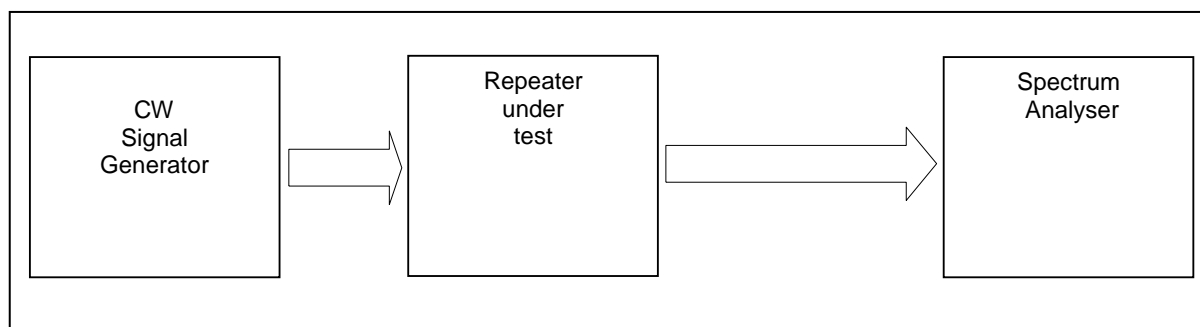 CW
Signal
Generator
Repeater
under
test
Spectrum
Analyser